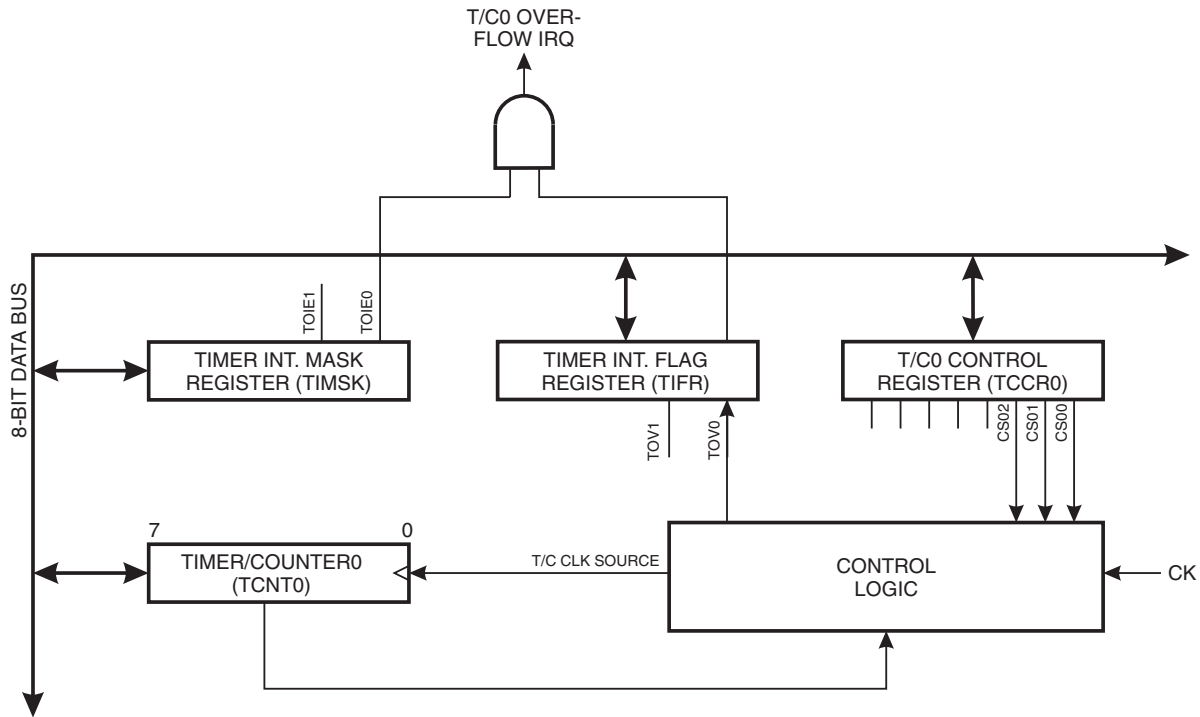 T/C0 OVER-
FLOW IRQ
8-BIT DATA BUS
TOIE1
TOIE0
TIMER INT. MASK
REGISTER (TIMSK)
TIMER INT. FLAG
REGISTER (TIFR)
T/C0 CONTROL
REGISTER (TCCR0)
TOV1
TOV0
CS02
CS01
CS00
7
0
TIMER/COUNTER0
(TCNT0)
T/C CLK SOURCE
CONTROL
LOGIC
CK